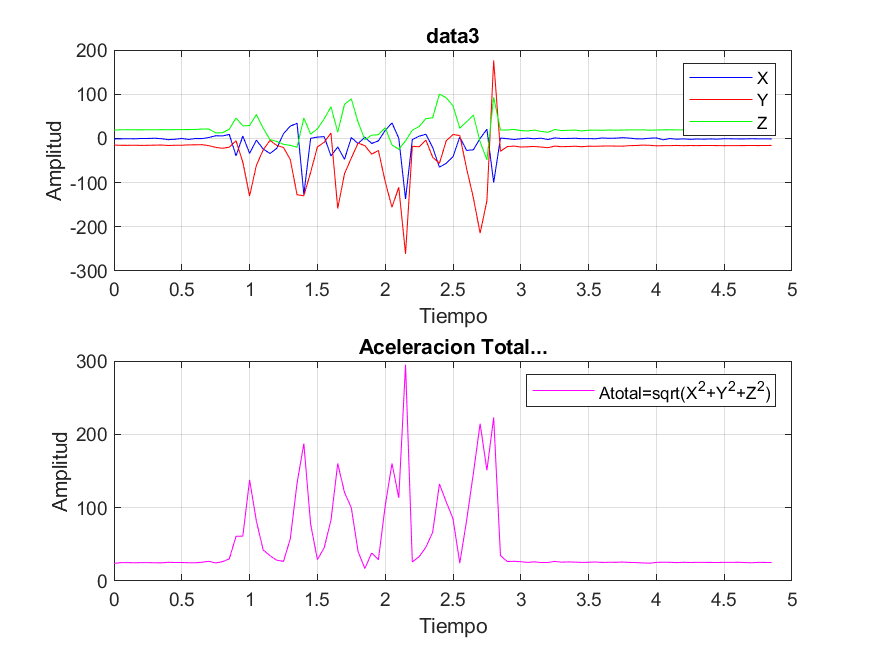 data3
200
100
0
-100
-200
-300
Amplitud
X
Y
Z
0 0.5 1 1.5 2 2.5 3 3.5 4 4.5 5
Tiempo
Aceleracion Total...
300
200
100
0
Amplitud
Atotal=sqrt(X²+Y²+Z²)
0 0.5 1 1.5 2 2.5 3 3.5 4 4.5 5
Tiempo